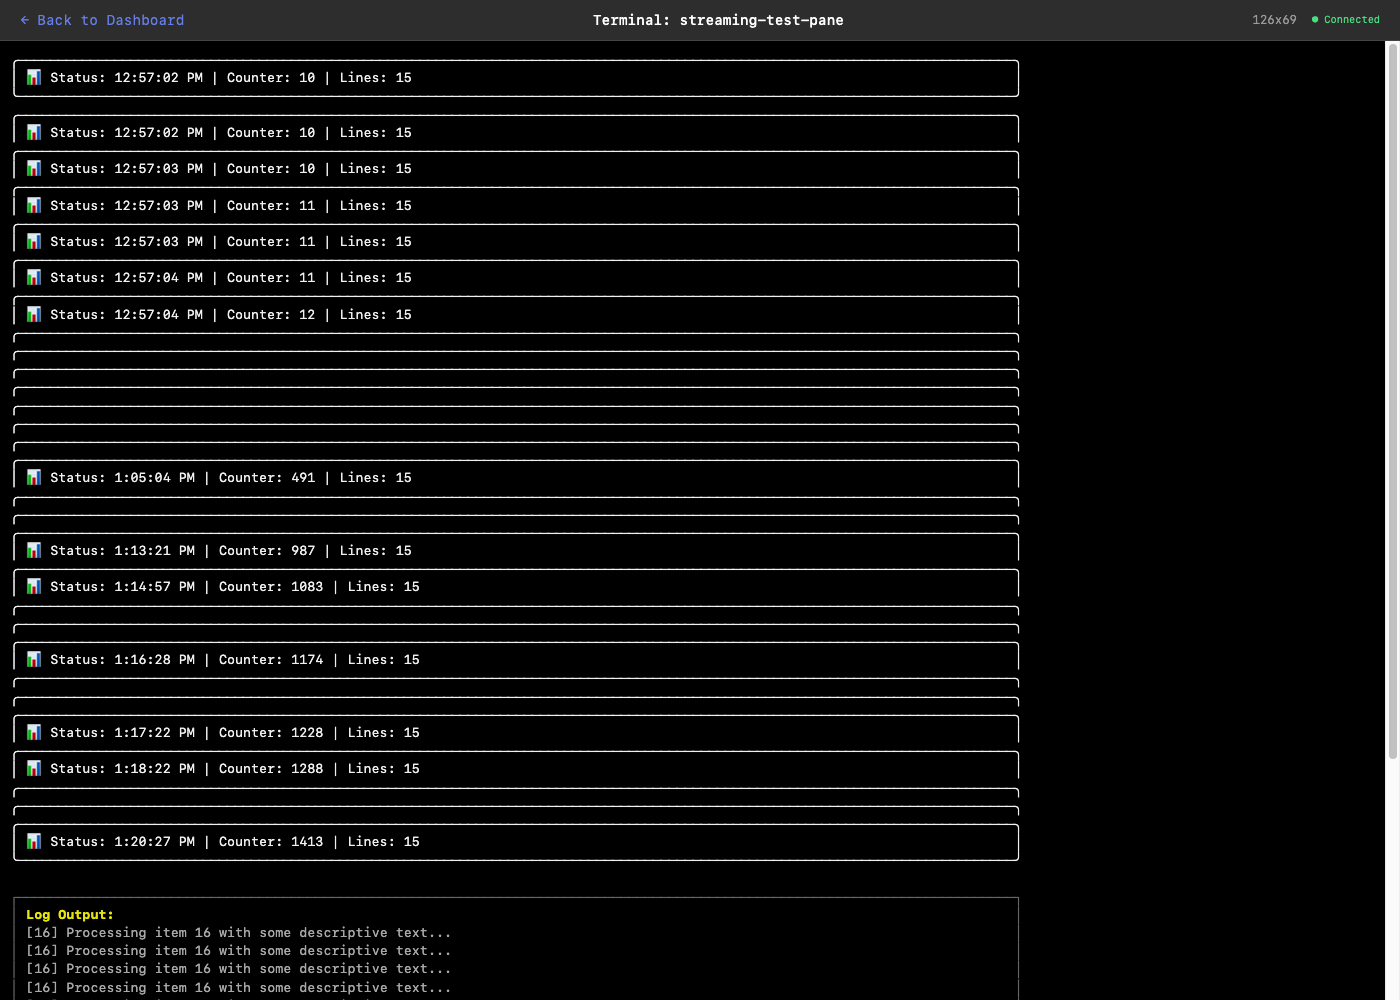 ← Back to Dashboard
Terminal: streaming-test-pane
126x69
Connected
Status: 12:57:02 PM | Counter: 10 | Lines: 15
Status: 12:57:02 PM | Counter: 10 | Lines: 15
Status: 12:57:03 PM | Counter: 10 | Lines: 15
Status: 12:57:03 PM | Counter: 11 | Lines: 15
Status: 12:57:03 PM | Counter: 11 | Lines: 15
Status: 12:57:04 PM | Counter: 11 | Lines: 15
Status: 12:57:04 PM | Counter: 12 | Lines: 15
Status: 1:05:04 PM | Counter: 491 | Lines: 15
Status: 1:13:21 PM | Counter: 987 | Lines: 15
Status: 1:14:57 PM | Counter: 1083 | Lines: 15
Status: 1:16:28 PM | Counter: 1174 | Lines: 15
Status: 1:17:22 PM | Counter: 1228 | Lines: 15
Status: 1:18:22 PM | Counter: 1288 | Lines: 15
Status: 1:20:27 PM | Counter: 1413 | Lines: 15
Log Output:
[16] Processing item 16 with some descriptive text...
[16] Processing item 16 with some descriptive text...
[16] Processing item 16 with some descriptive text...
[16] Processing item 16 with some descriptive text...